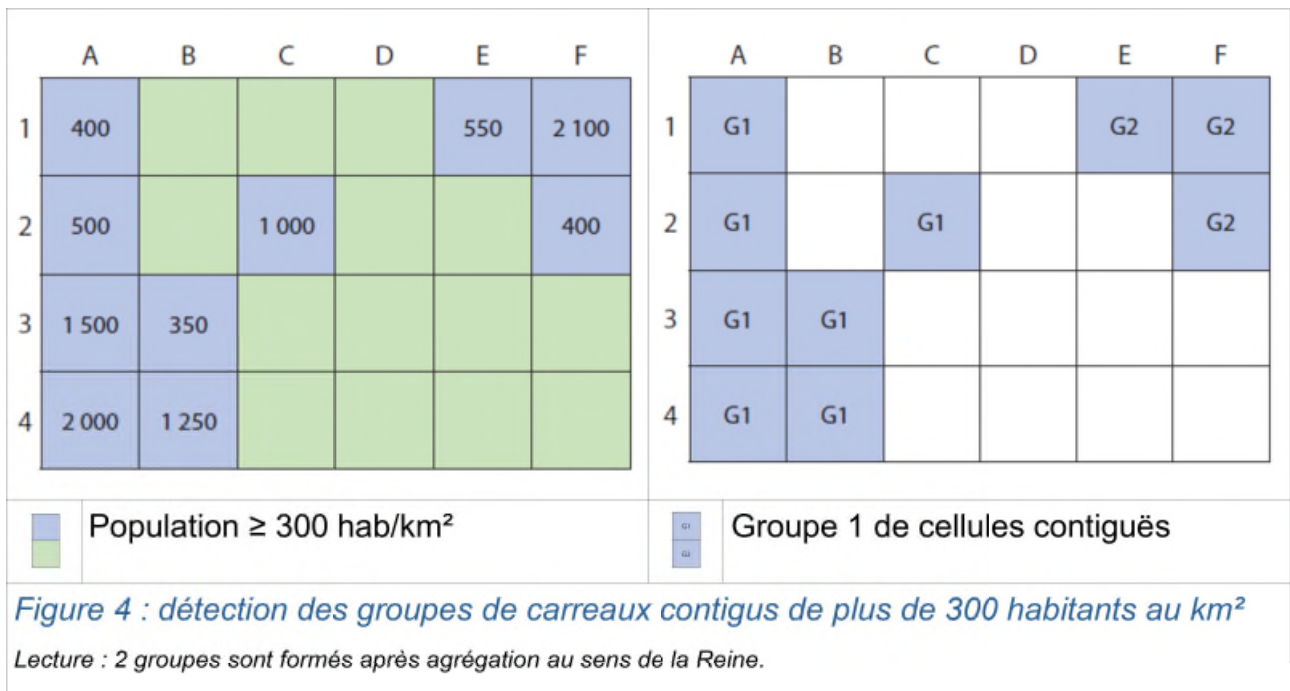 A B C D E F
1 400 550 2 100
2 500 1 000 400
3 1 500 350
4 2 000 1 250
A B C D E F
1 G1 G2 G2
2 G1 G1 G2
3 G1 G1
4 G1 G1
Population ≥ 300 hab/km²
G1
G2
Groupe 1 de cellules contiguës
Figure 4 : détection des groupes de carreaux contigus de plus de 300 habitants au km²
Lecture : 2 groupes sont formés après agrégation au sens de la Reine.